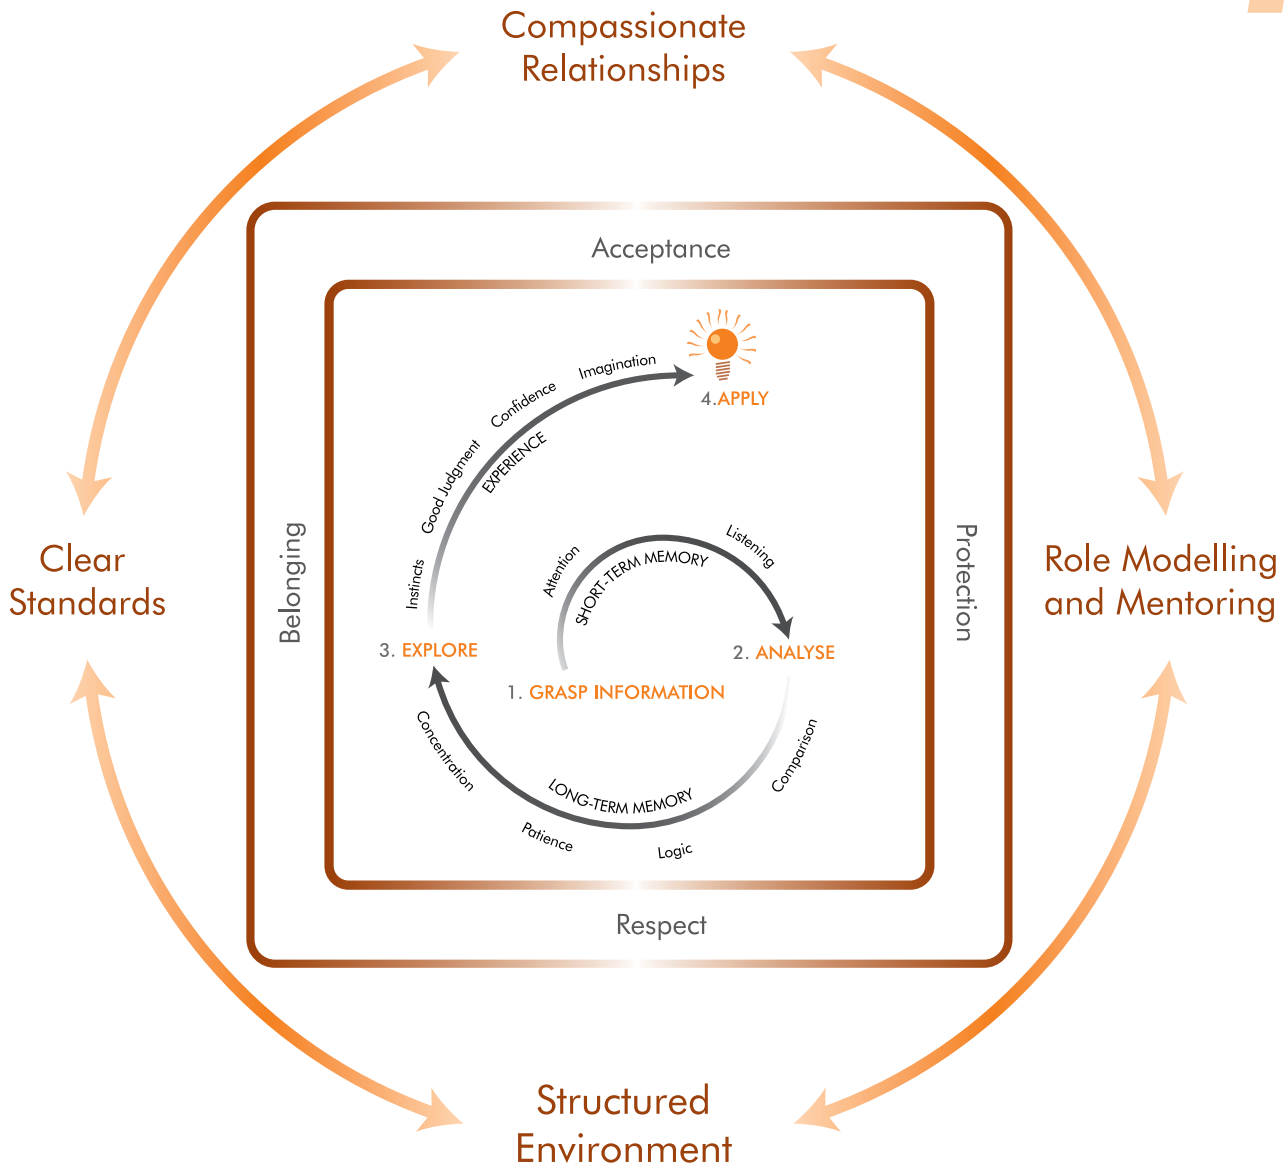 Compassionate
Relationships
Acceptance
Imagination
Confidence
4.APPLY
Good Judgment
EXPERIENCE
Instincts
Attention
Listening
SHORT-TERM MEMORY
Clear
Standards
Belonging
Protection
Role Modelling
and Mentoring
3. EXPLORE
2. ANALYSE
1. GRASP INFORMATION
Concentration
Comparison
LONG-TERM MEMORY
Patience
Logic
Respect
Structured
Environment